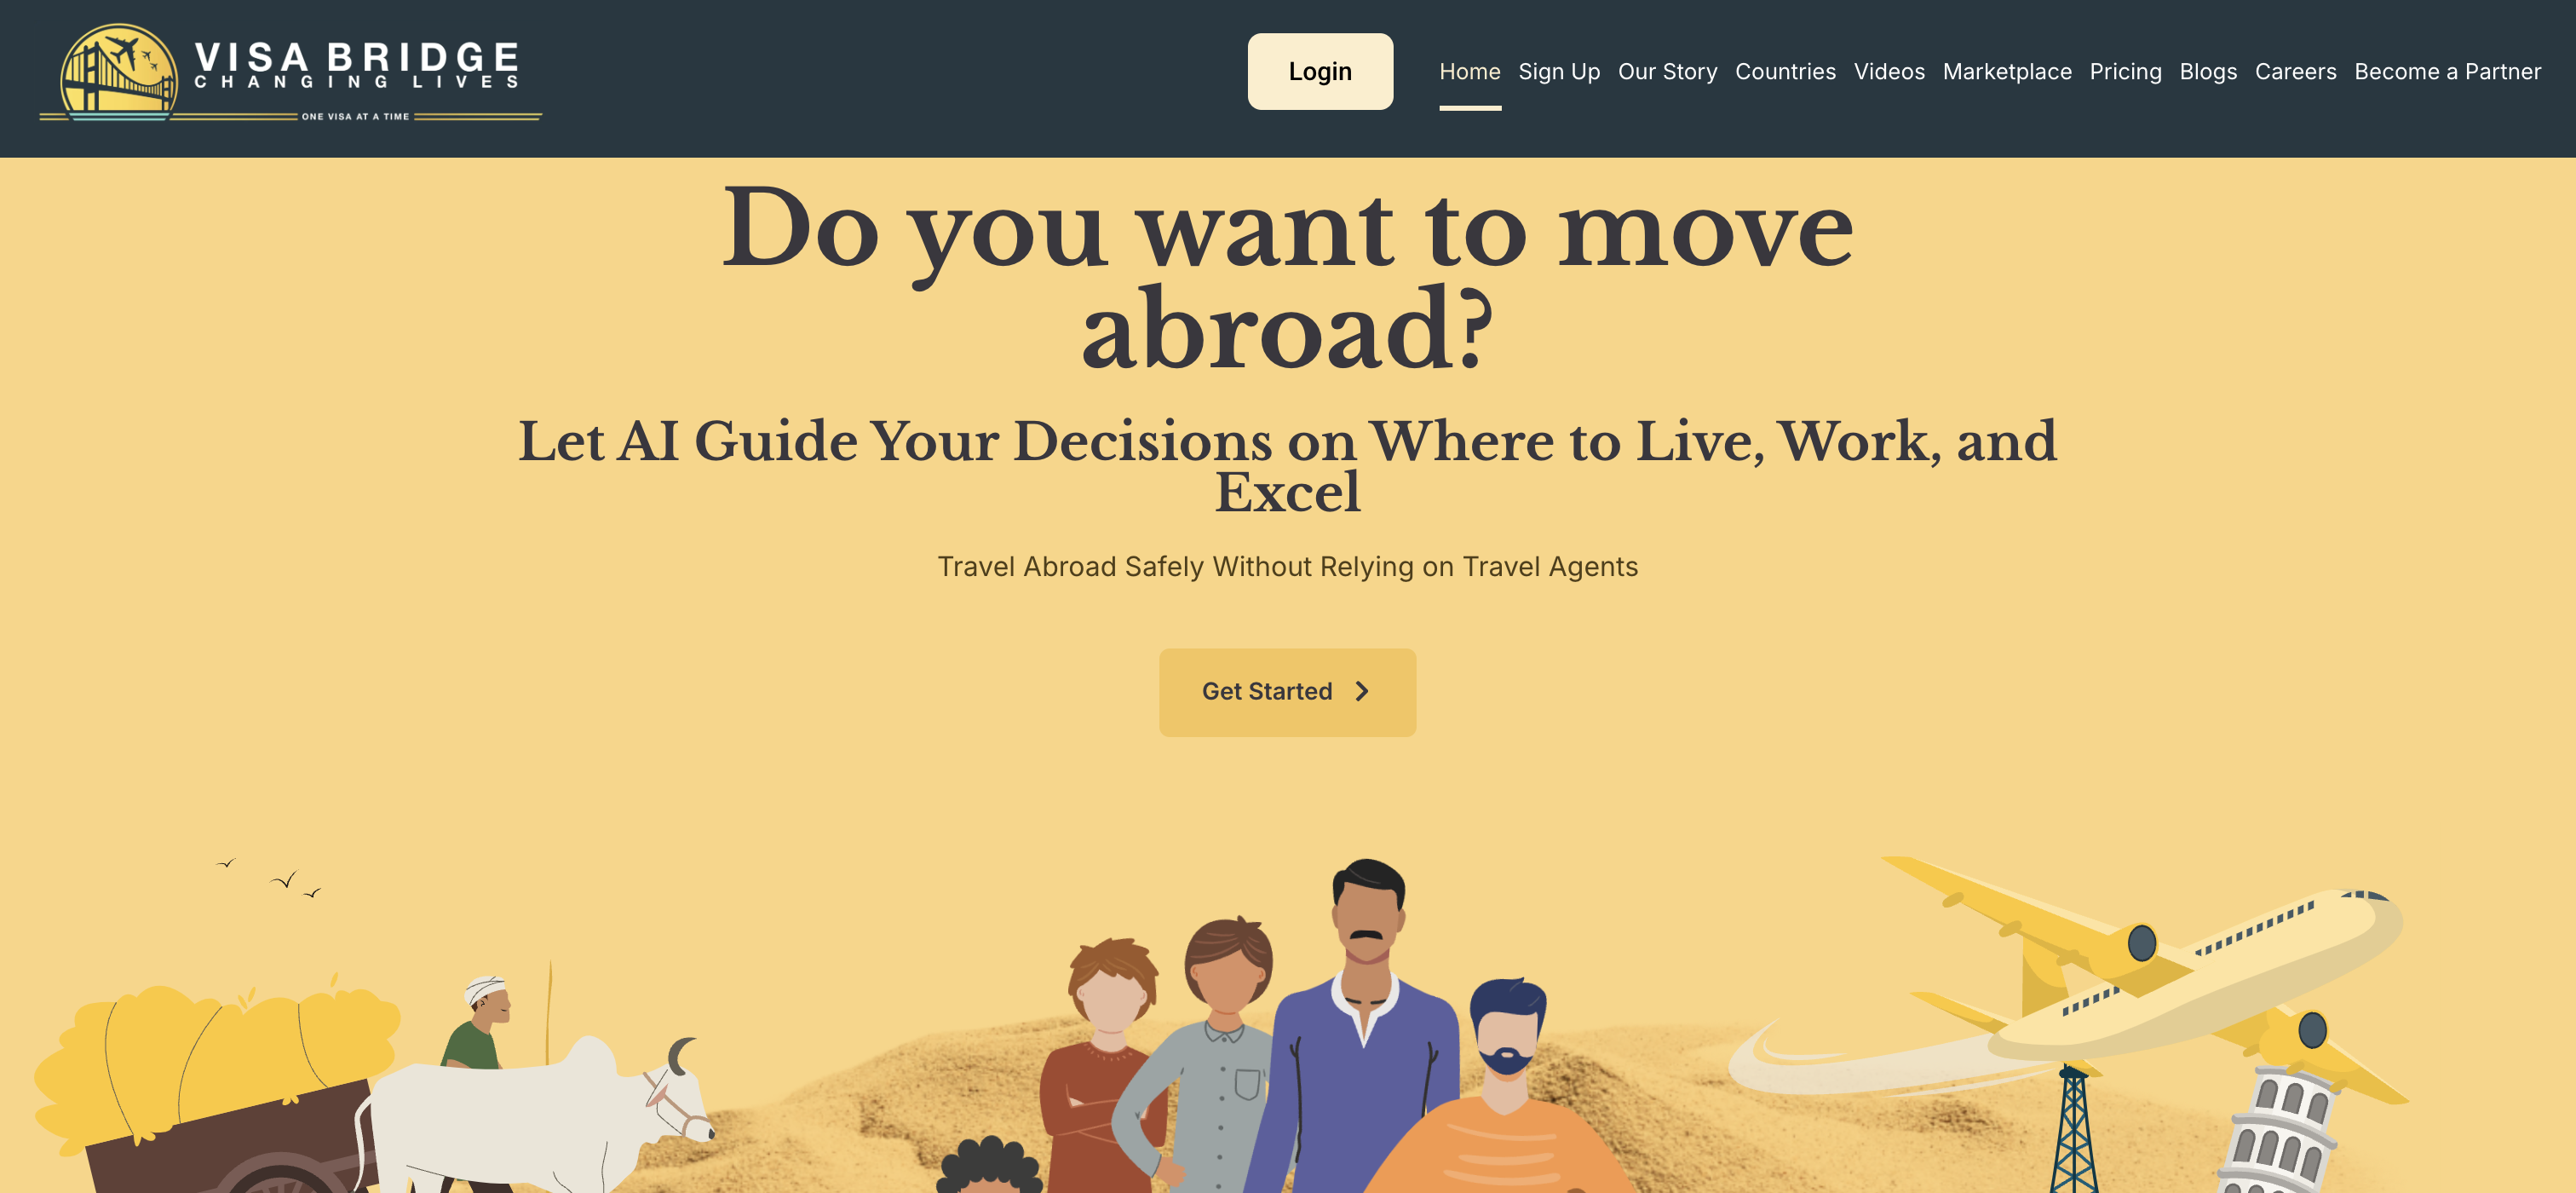 VISA BRIDGE
CHANGING LIVES
ONE VISA AT A TIME
Login
Home
Sign Up
Our Story
Countries
Videos
Marketplace
Pricing
Blogs
Careers
Become a Partner
Do you want to move
abroad?
Let AI Guide Your Decisions on Where to Live, Work, and
Excel
Travel Abroad Safely Without Relying on Travel Agents
Get Started